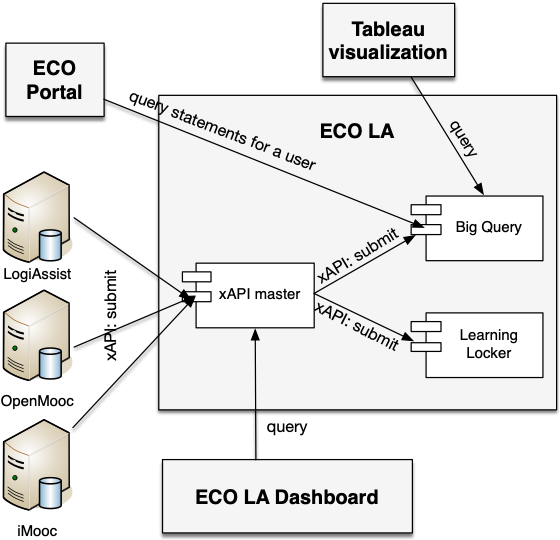 Tableau
visualization
ECO
Portal
query statements for a user
ECO LA
query
Big Query
LogiAssist
xAPI: submit
xAPI master
xAPI: submit
xAPI: submit
Learning
Locker
OpenMooc
query
ECO LA Dashboard
iMooc